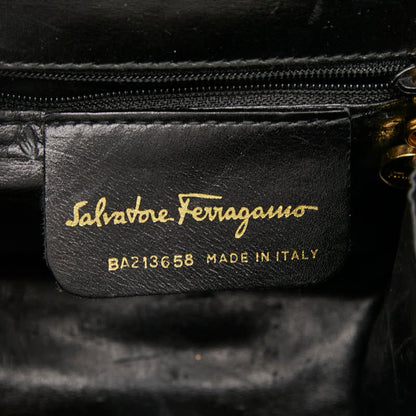 Salvatore Ferragamo
BA213658 MADE IN ITALY